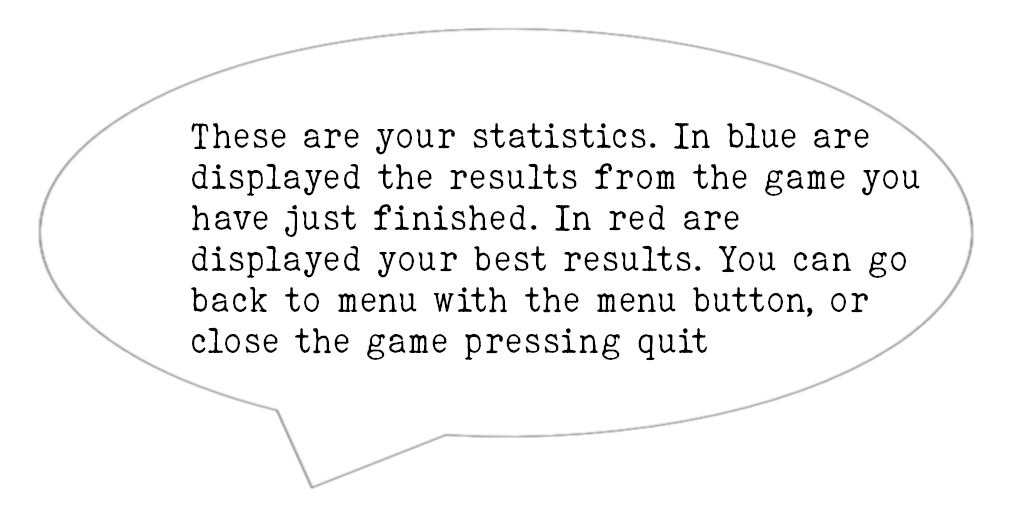 These are your statistics. In blue are
displayed the results from the game you
have just finished. In red are
displayed your best results. You can go
back to menu with the menu button, or
close the game pressing quit